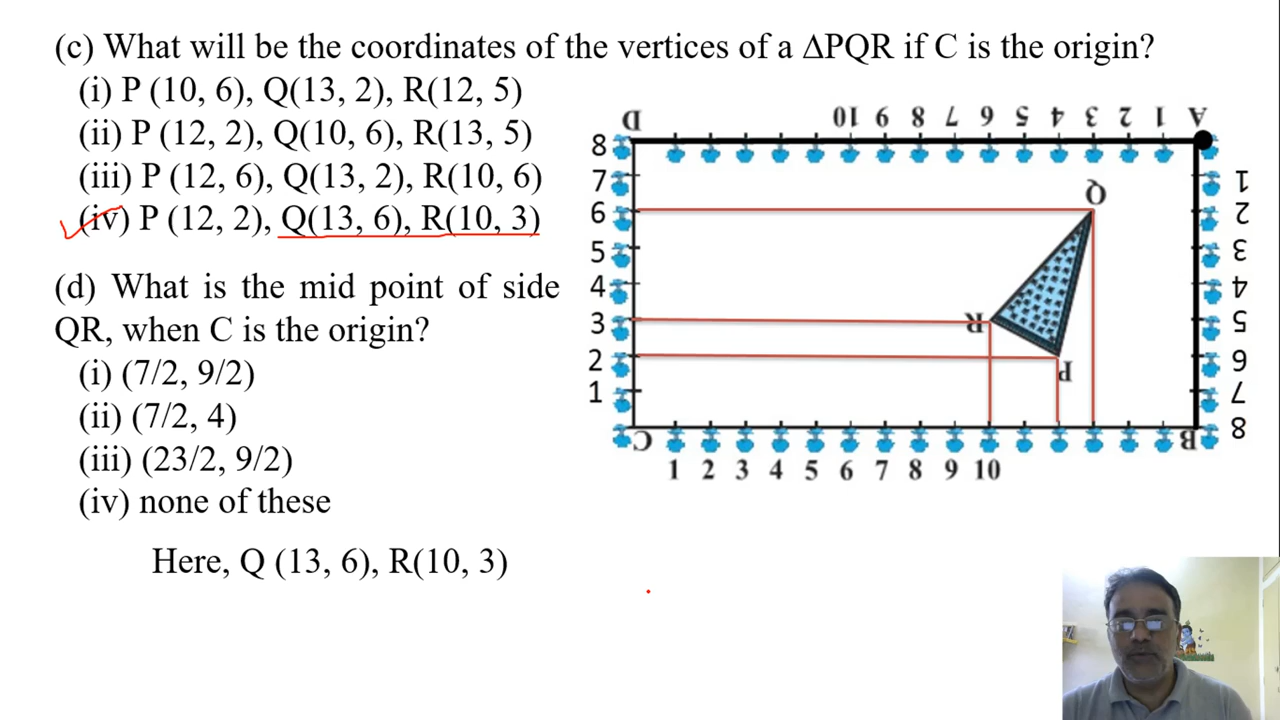 (c) What will be the coordinates of the vertices of a ΔPQR if C is the origin?
(i) P (10, 6), Q(13, 2), R(12, 5)
(ii) P (12, 2), Q(10, 6), R(13, 5)
(iii) P (12, 6), Q(13, 2), R(10, 6)
(iv) P (12, 2), Q(13, 6), R(10, 3)
(d) What is the mid point of side
QR, when C is the origin?
(i) (7/2, 9/2)
(ii) (7/2, 4)
(iii) (23/2, 9/2)
(iv) none of these
Here, Q (13, 6), R(10, 3)
D 10 9 8 7 6 5 4 3 2 1 A
8
7
6
5
4
3
2
1
Q
R
P
1
2
3
4
5
6
7
8
C
B
1 2 3 4 5 6 7 8 9 10